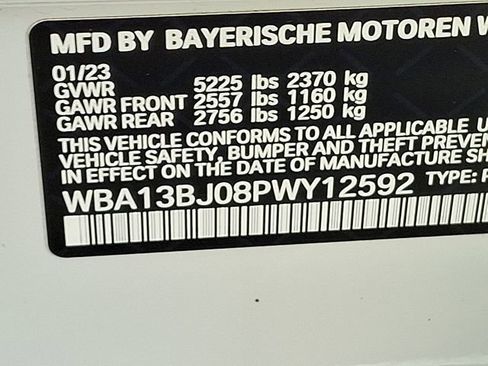 MFD BY BAYERISCHE MOTOREN W
01/23
GVWR 5225 lbs 2370 kg
GAWR FRONT 2557 lbs 1160 kg
GAWR REAR 2756 lbs 1250 kg
THIS VEHICLE CONFORMS TO ALL APPLICABLE U
VEHICLE SAFETY, BUMPER AND THEFT PREVEN
IN EFFECT ON THE DATE OF MANUFACTURE SH
WBA13BJ08PWY12592 TYPE: P